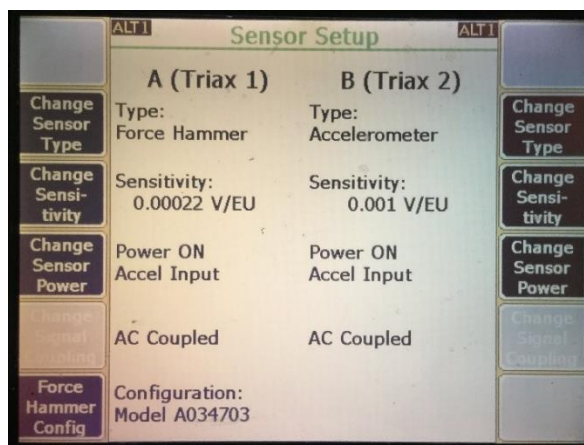 ALT1
Sensor Setup
ALT1
A (Triax 1)
B (Triax 2)
Change
Sensor
Type
Type:
Force Hammer
Type:
Accelerometer
Change
Sensor
Type
Change
Sensi-
tivity
Sensitivity:
0.00022 V/EU
Sensitivity:
0.001 V/EU
Change
Sensi-
tivity
Change
Sensor
Power
Power ON
Accel Input
Power ON
Accel Input
Change
Sensor
Power
Change
Signal
Coupling
AC Coupled
AC Coupled
Change
Signal
Coupling
Force
Hammer
Config
Configuration:
Model A034703